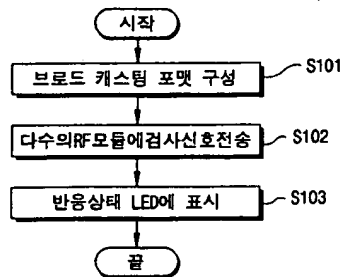 시작
브로드 캐스팅 포맷 구성
S101
다수의RF모듈에검사신호전송
S102
반응상태 LED에 표시
S103
끝